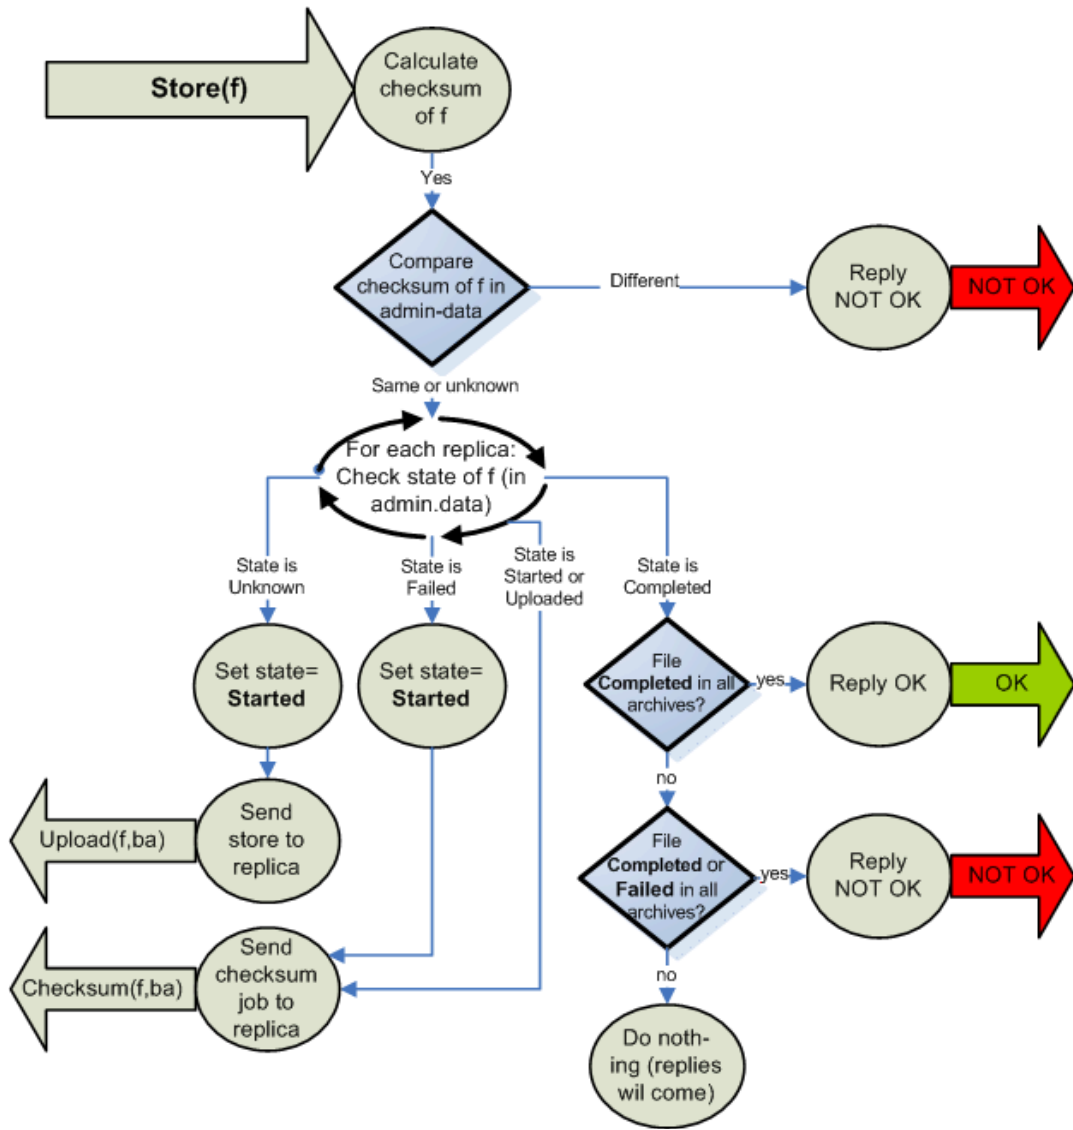 Store(f)
Calculate
checksum
of f
Yes
Compare
checksum of f in
admin-data
Different
Reply
NOT OK
NOT OK
Same or unknown
For each replica:
Check state of f (in
admin.data)
State is
Unknown
State is
Failed
State is
Started or
Uploaded
State is
Completed
Set state=
Started
Set state=
Started
File
Completed in all
archives?
yes
Reply OK
OK
no
Send
store to
replica
Upload(f,ba)
File
Completed or
Failed in all
archives?
yes
Reply
NOT OK
NOT OK
no
Send
checksum
job to
replica
Checksum(f,ba)
Do noth-
ing (replies
wil come)